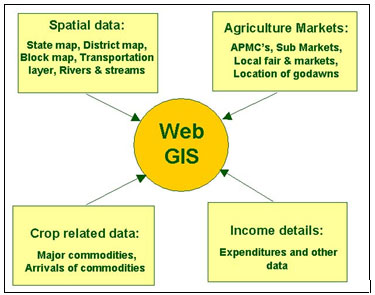 Spatial data:
State map, District map,
Block map, Transportation
layer, Rivers & streams
Agriculture Markets:
APMC's, Sub Markets,
Local fair & markets,
Location of godawns
Web
GIS
Crop related data:
Major commodities,
Arrivals of commodities
Income details:
Expenditures and other
data